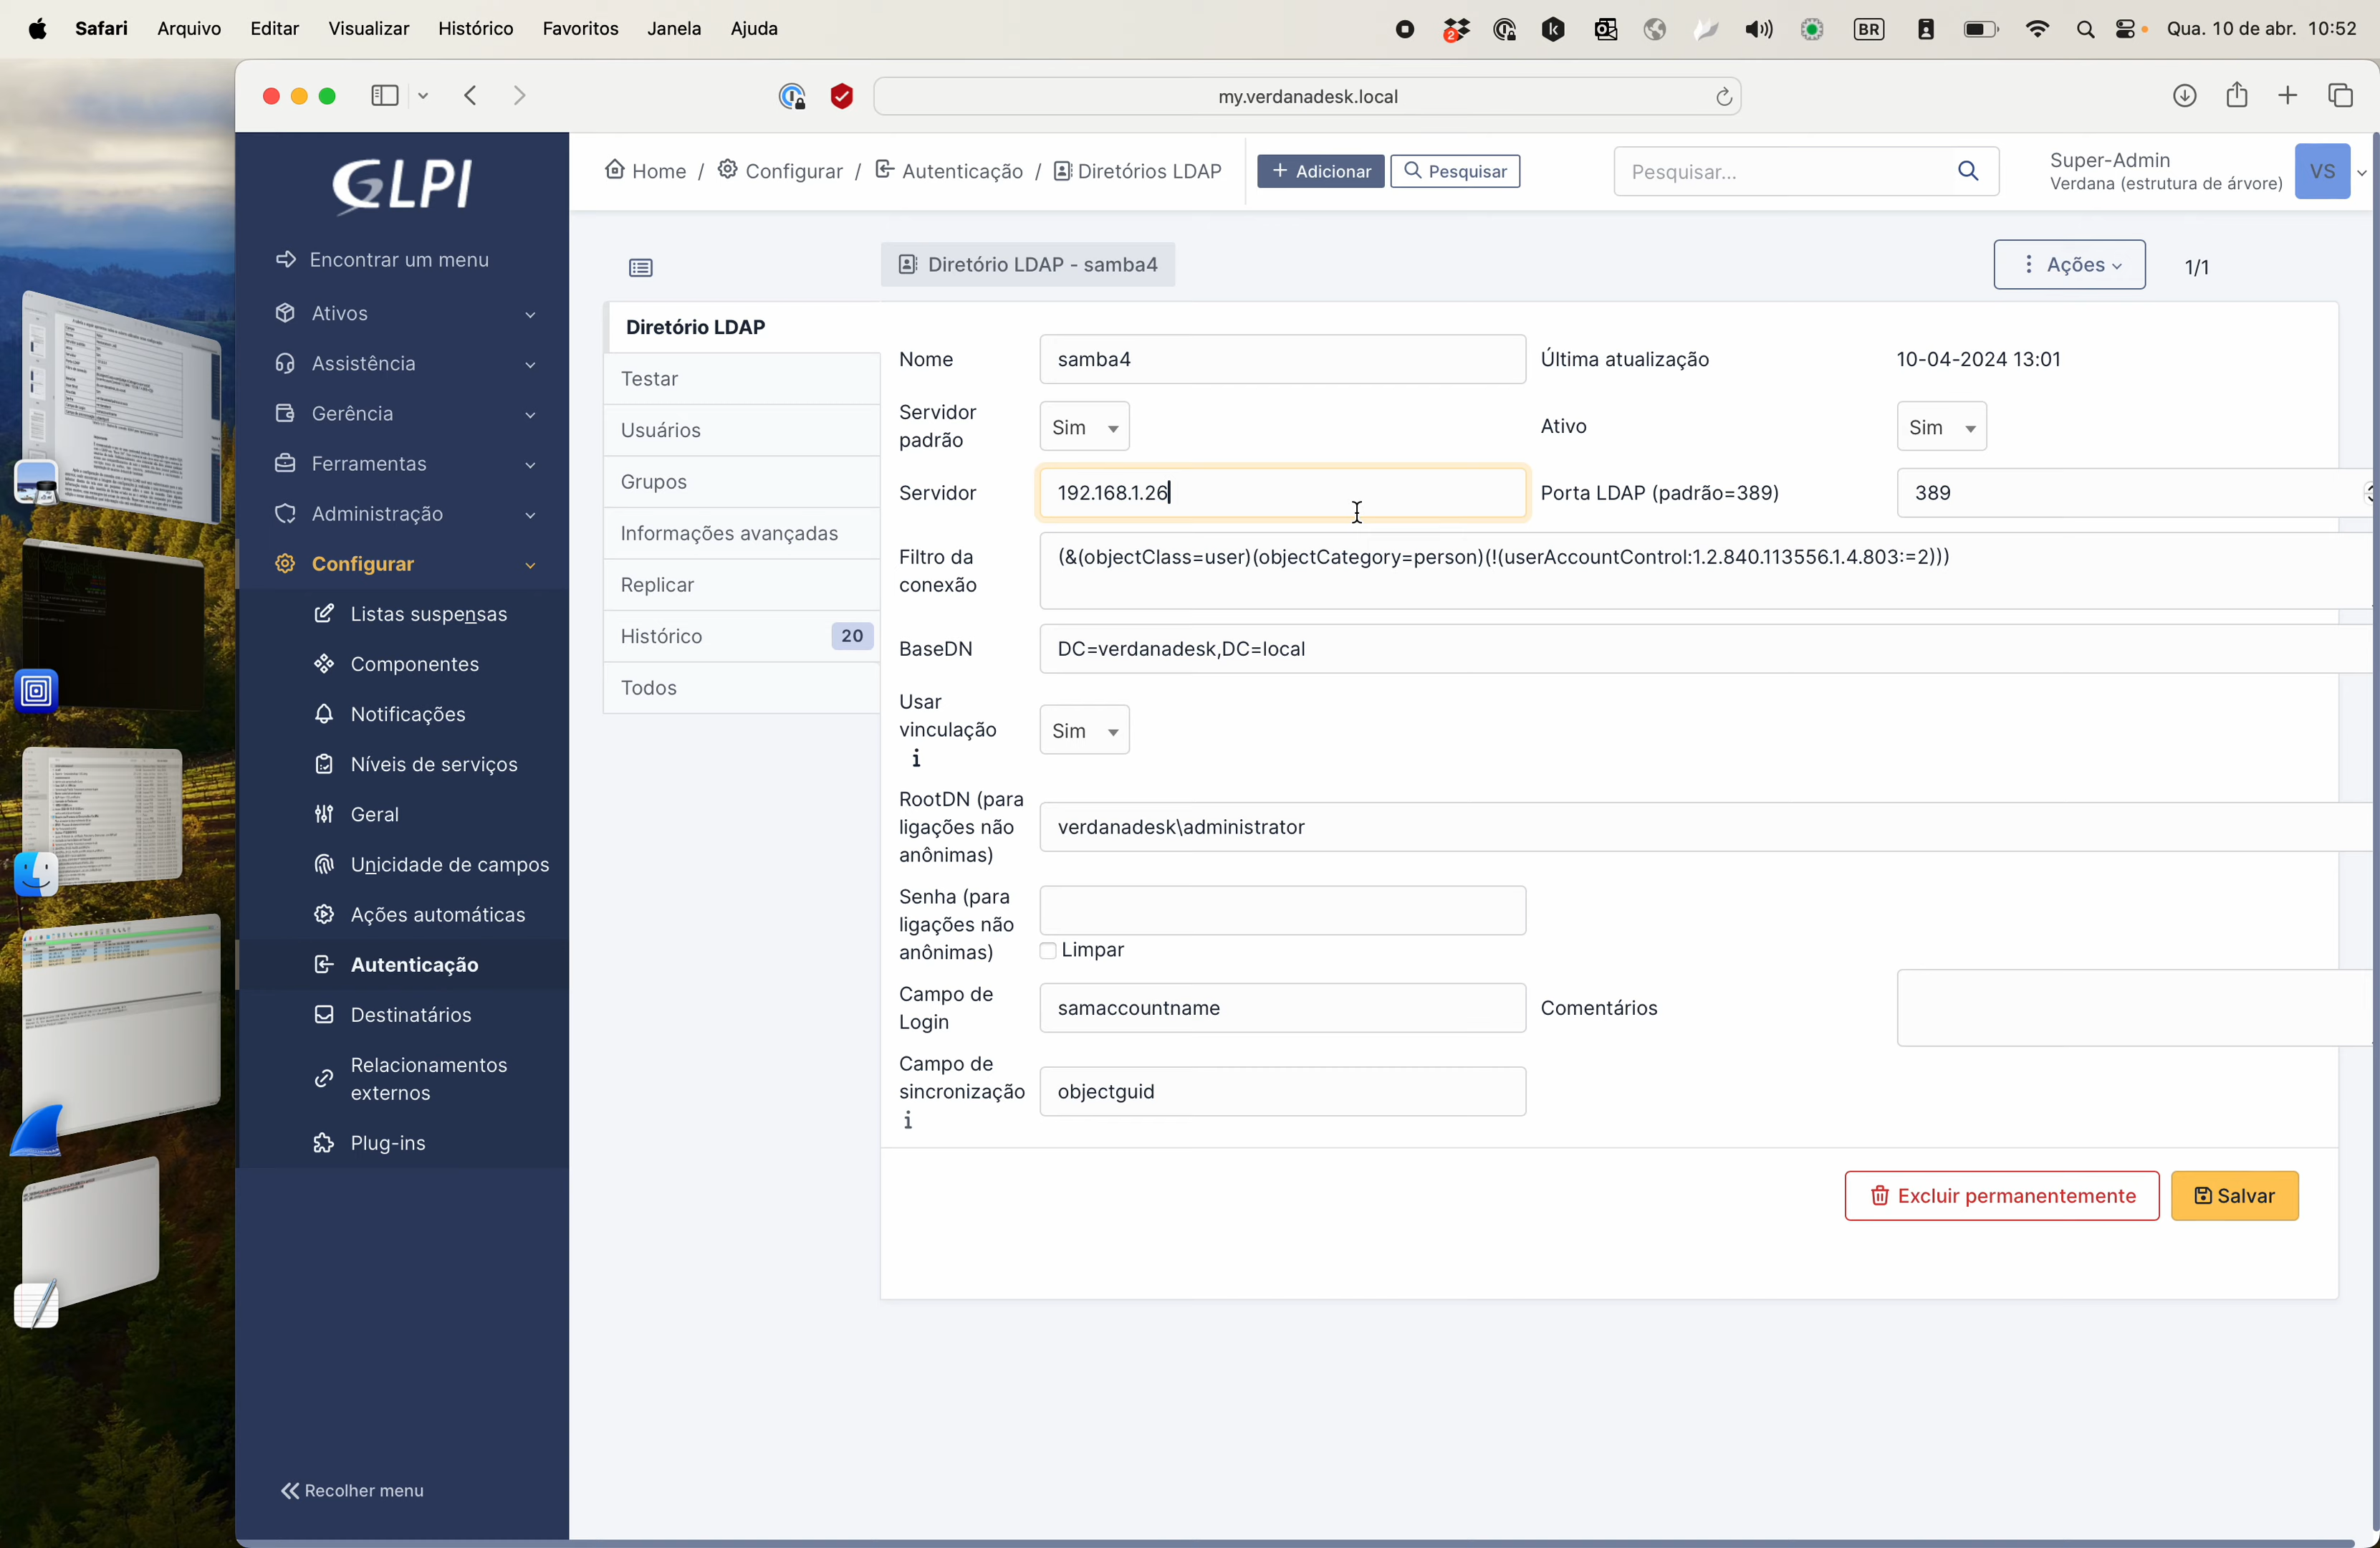 Safari Arquivo Editar Visualizar Histórico Favoritos Janela Ajuda
2 BR Qua. 10 de abr. 10:52
my.verdanadesk.local
GLPI
Home / Configurar / Autenticação / Diretórios LDAP
+ Adicionar Pesquisar
Pesquisar...
Super-Admin
Verdana (estrutura de árvore)
VS
Encontrar um menu
Ativos
Assistência
Gerência
Ferramentas
Administração
Configurar
Listas suspensas
Componentes
Notificações
Níveis de serviços
Geral
Unicidade de campos
Ações automáticas
Autenticação
Destinatários
Relacionamentos
externos
Plug-ins
Recolher menu
Diretório LDAP - samba4
Ações
1/1
Diretório LDAP
Testar
Usuários
Grupos
Informações avançadas
Replicar
Histórico 20
Todos
Nome samba4 Última atualização 10-04-2024 13:01
Servidor
padrão Sim Ativo Sim
Servidor 192.168.1.26 Porta LDAP (padrão=389) 389
Filtro da
conexão (&(objectClass=user)(objectCategory=person)(!(userAccountControl:1.2.840.113556.1.4.803:=2)))
BaseDN DC=verdanadesk,DC=local
Usar
vinculação Sim
i
RootDN (para
ligações não
anônimas) verdanadesk\administrator
Senha (para
ligações não
anônimas)
Limpar
Campo de
Login samaccountname Comentários
Campo de
sincronização objectguid
i
Excluir permanentemente Salvar